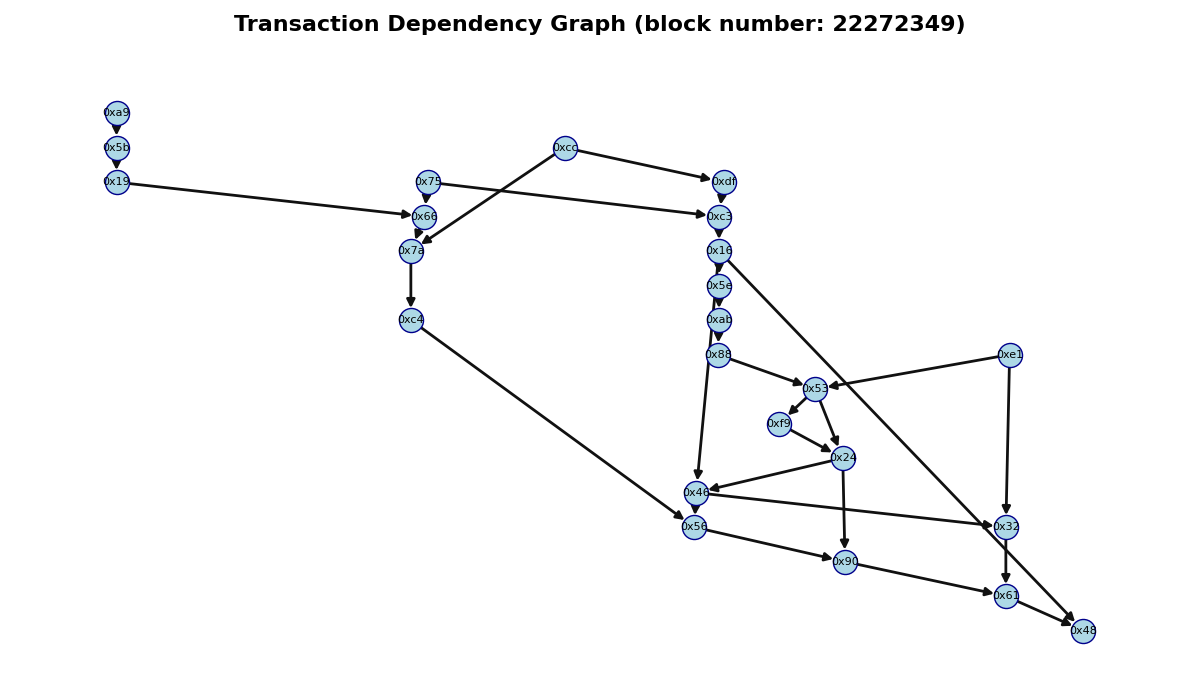 Transaction Dependency Graph (block number: 22272349)
0xa9
0x5b
0xcc
0x19
0x75
0xdf
0x66
0xc3
0x7a
0x16
0x5e
0xc4
0xab
0x88
0xe1
0x53
0xf9
0x24
0x46
0x56
0x32
0x90
0x61
0x48